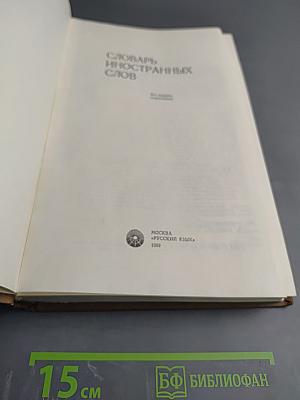 СЛОВАРЬ
ИНОСТРАННЫХ
СЛОВ
МОСКВА
«РУССКИЙ ЯЗЫК»
15 СМ
БФ БИБЛИОФАН